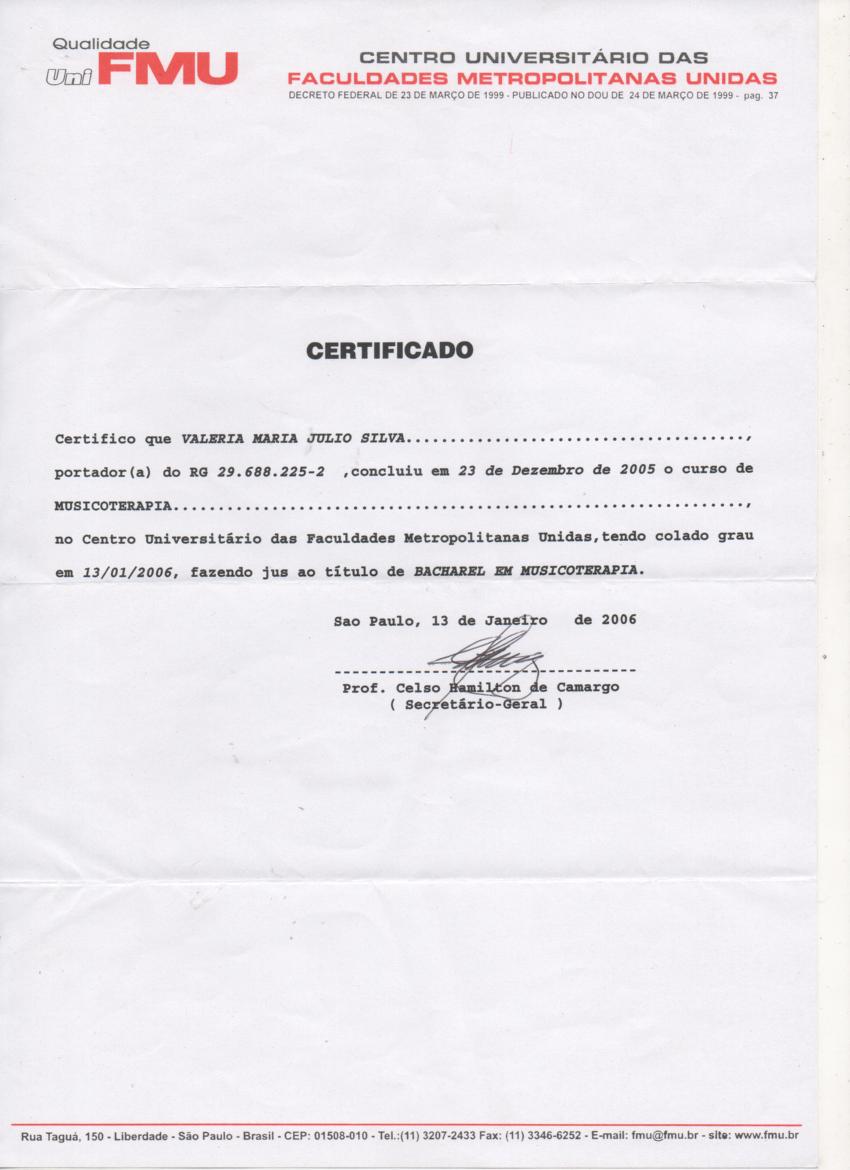 Qualidade
Uni FMU
CENTRO UNIVERSITÁRIO DAS
FACULDADES METROPOLITANAS UNIDAS
DECRETO FEDERAL DE 23 DE MARÇO DE 1999 - PUBLICADO NO DOU DE 24 DE MARÇO DE 1999 - pag. 37
CERTIFICADO
Certifico que VALERIA MARIA JULIO SILVA......................................,
portador(a) do RG 29.688.225-2 ,concluiu em 23 de Dezembro de 2005 o curso de
MUSICOTERAPIA...............................................................,
no Centro Universitário das Faculdades Metropolitanas Unidas,tendo colado grau
em 13/01/2006, fazendo jus ao título de BACHAREL EM MUSICOTERAPIA.
Sao Paulo, 13 de Janeiro de 2006
----------------------------------
Prof. Celso Hamilton de Camargo
( Secretário-Geral )
Rua Taguá, 150 - Liberdade - São Paulo - Brasil - CEP: 01508-010 - Tel.:(11) 3207-2433 Fax: (11) 3346-6252 - E-mail: fmu@fmu.br - site: www.fmu.br